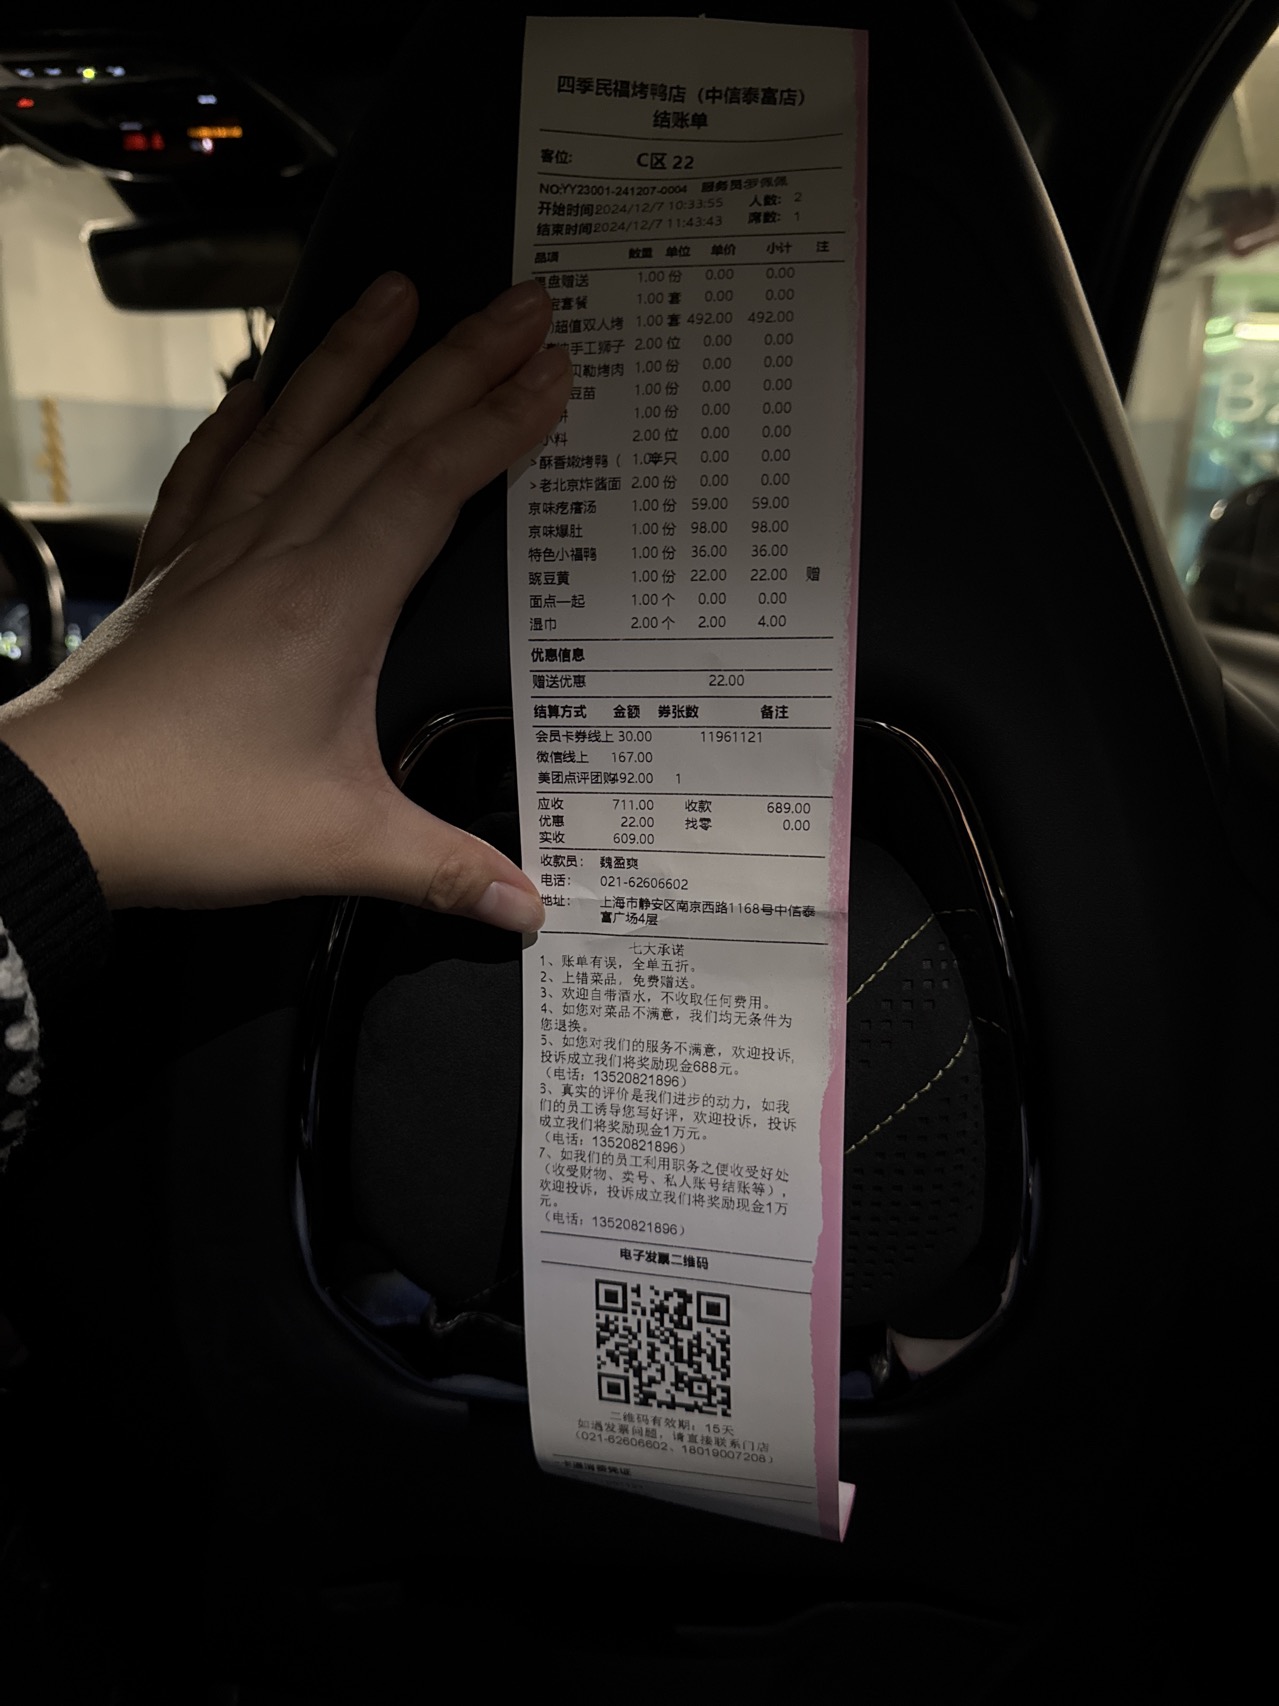 四季民福烤鸭店（中信泰富店）
结账单
客位: C区 22
NO:YY23001-241207-0004 服务员
开始时间2024/12/7 10:33:55 人数: 2
结束时间2024/12/7 11:43:43 席数: 1
品项 数量 单位 单价 小计 注
盘赠送 1.00 份 0.00 0.00
套餐 1.00 套 0.00 0.00
)超值双人烤 1.00 套 492.00 492.00
手工狮子 2.00 位 0.00 0.00
贝勒烤肉 1.00 份 0.00 0.00
豆苗 1.00 份 0.00 0.00
饼 1.00 份 0.00 0.00
小料 2.00 位 0.00 0.00
>酥香嫩烤鸭（ 1.0半只 0.00 0.00
>老北京炸酱面 2.00 份 0.00 0.00
京味疙瘩汤 1.00 份 59.00 59.00
京味爆肚 1.00 份 98.00 98.00
特色小福鸭 1.00 份 36.00 36.00
豌豆黄 1.00 份 22.00 22.00 赠
面点一起 1.00 个 0.00 0.00
湿巾 2.00 个 2.00 4.00
优惠信息
赠送优惠 22.00
结算方式 金额 券张数 备注
会员卡券线上 30.00 11961121
微信线上 167.00
美团点评团购492.00 1
应收 711.00 收款 689.00
优惠 22.00 找零 0.00
实收 609.00
收款员: 魏盈爽
电话: 021-62606602
地址: 上海市静安区南京西路1168号中信泰
富广场4层
七大承诺
1、账单有误，全单五折。
2、上错菜品，免费赠送。
3、欢迎自带酒水，不收取任何费用。
4、如您对菜品不满意，我们均无条件为
您退换。
5、如您对我们的服务不满意，欢迎投诉,
投诉成立我们将奖励现金688元。
（电话：13520821896）
6、真实的评价是我们进步的动力，如我
们的员工诱导您写好评，欢迎投诉，投诉
成立我们将奖励现金1万元。
（电话：13520821896）
7、如我们的员工利用职务之便收受好处
（收受财物、卖号、私人账号结账等），
欢迎投诉，投诉成立我们将奖励现金1万
元。
（电话：13520821896）
电子发票二维码
二维码有效期：15天
如遇发票问题，请直接联系门店
（021-62606602、18019007208）